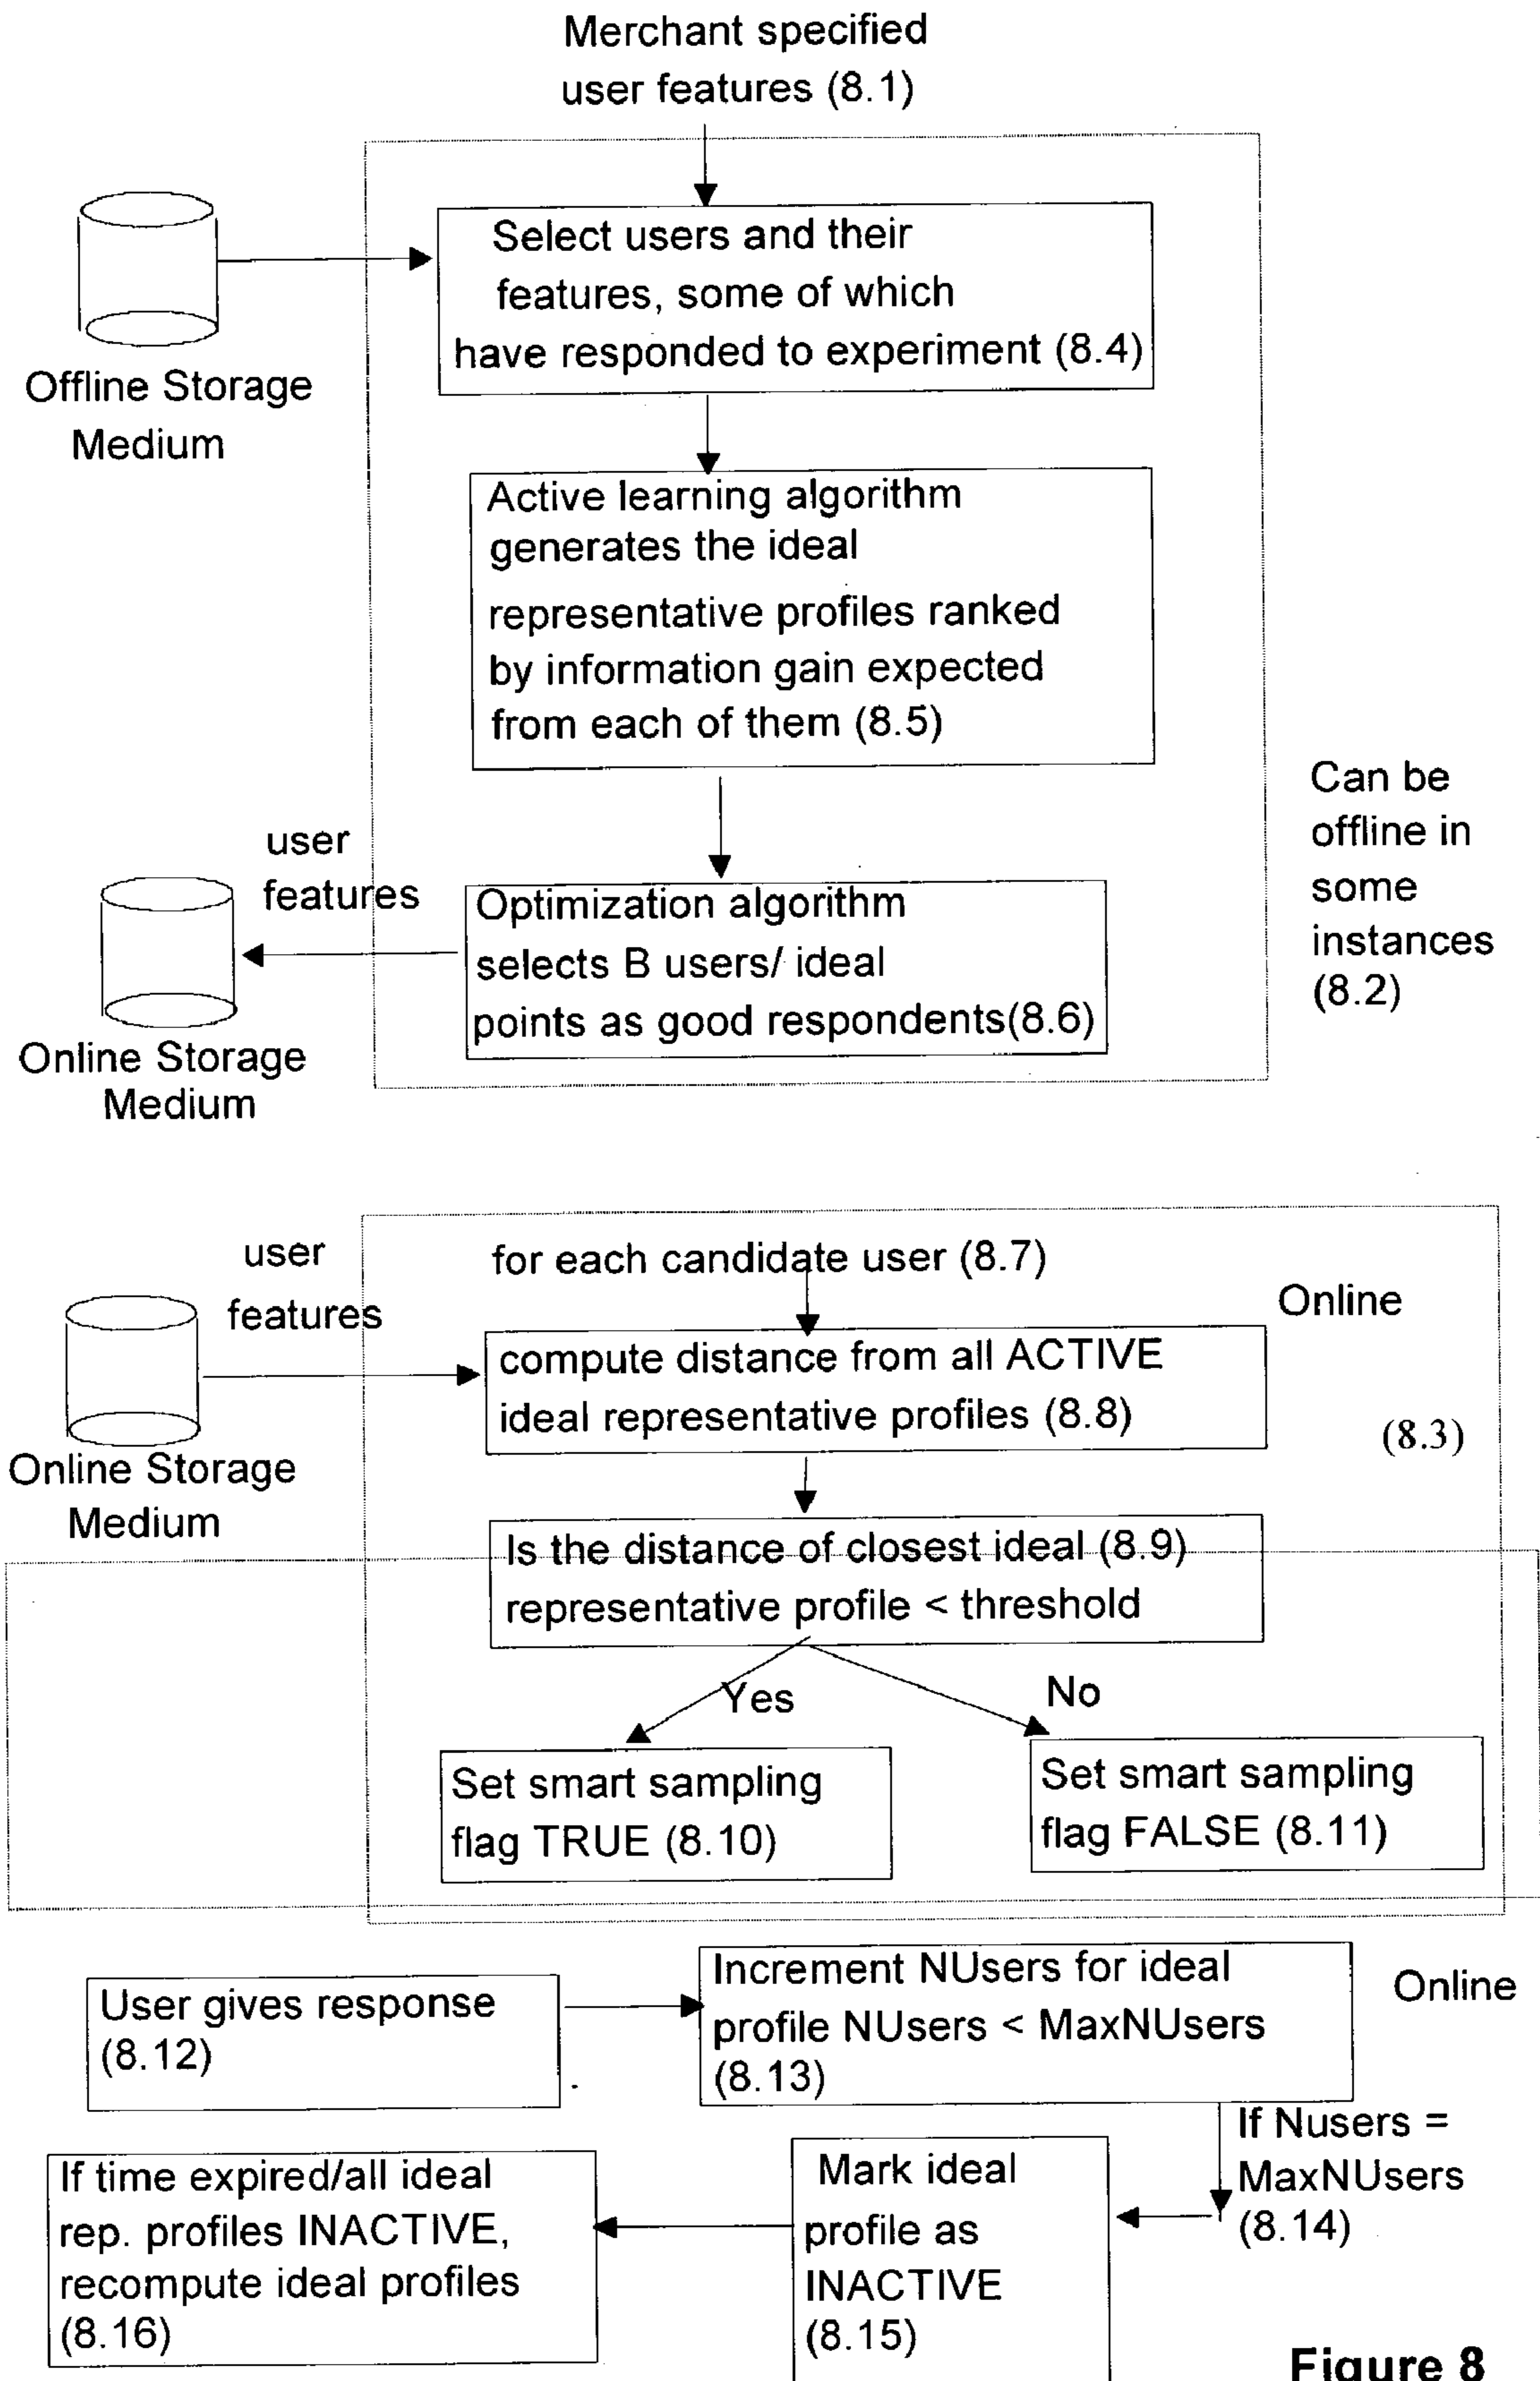 Merchant specified
user features (8.1)
Select users and their
features, some of which
have responded to experiment (8.4)
Offline Storage
Medium
Active learning algorithm
generates the ideal
representative profiles ranked
by information gain expected
from each of them (8.5)
Can be
offline in
some
instances
(8.2)
user
features
Optimization algorithm
selects B users/ ideal
points as good respondents(8.6)
Online Storage
Medium
user
features
for each candidate user (8.7)
Online
compute distance from all ACTIVE
ideal representative profiles (8.8)
(8.3)
Online Storage
Medium
Is the distance of closest ideal (8.9)
representative profile < threshold
Yes
No
Set smart sampling
flag TRUE (8.10)
Set smart sampling
flag FALSE (8.11)
User gives response
(8.12)
Increment NUsers for ideal
profile NUsers < MaxNUsers
(8.13)
Online
If Nusers =
MaxNUsers
(8.14)
Mark ideal
profile as
INACTIVE
(8.15)
If time expired/all ideal
rep. profiles INACTIVE,
recompute ideal profiles
(8.16)
Figure 8